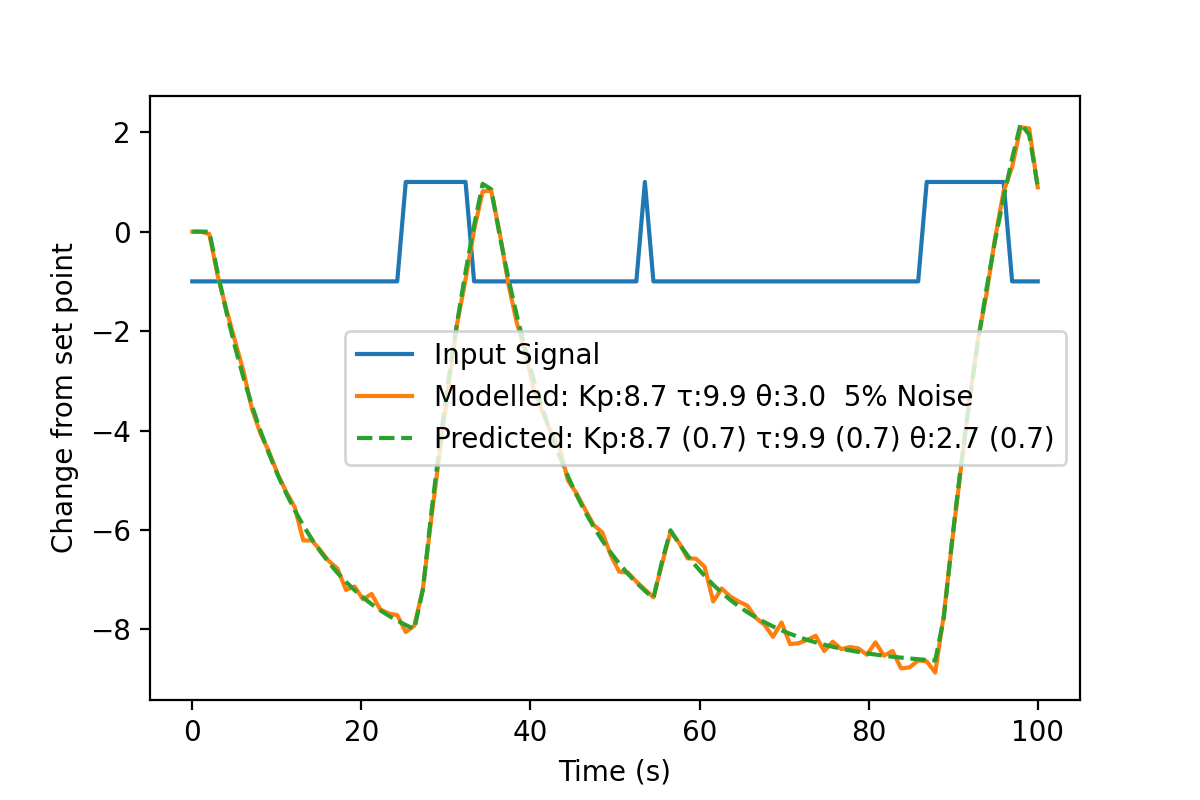 2
0
−2
−4
−6
−8
Change from set point
Input Signal
Modelled: Kp:8.7 τ:9.9 θ:3.0  5% Noise
Predicted: Kp:8.7 (0.7) τ:9.9 (0.7) θ:2.7 (0.7)
0 20 40 60 80 100
Time (s)